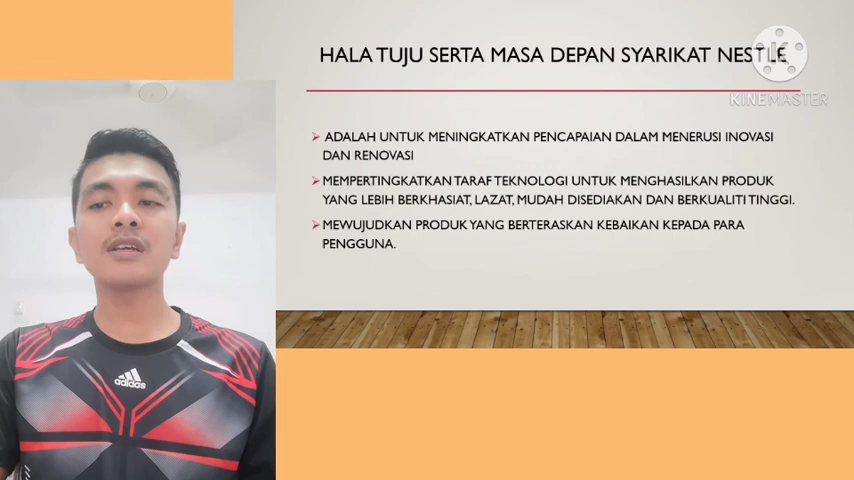 HALA TUJU SERTA MASA DEPAN SYARIKAT NESTLE
KINEMASTER
ADALAH UNTUK MENINGKATKAN PENCAPAIAN DALAM MENERUSI INOVASI
DAN RENOVASI
MEMPERTINGKATKAN TARAF TEKNOLOGI UNTUK MENGHASILKAN PRODUK
YANG LEBIH BERKHASIAT, LAZAT, MUDAH DISEDIAKAN DAN BERKUALITI TINGGI.
MEWUJUDKAN PRODUK YANG BERTERASKAN KEBAIKAN KEPADA PARA
PENGGUNA.
adidas